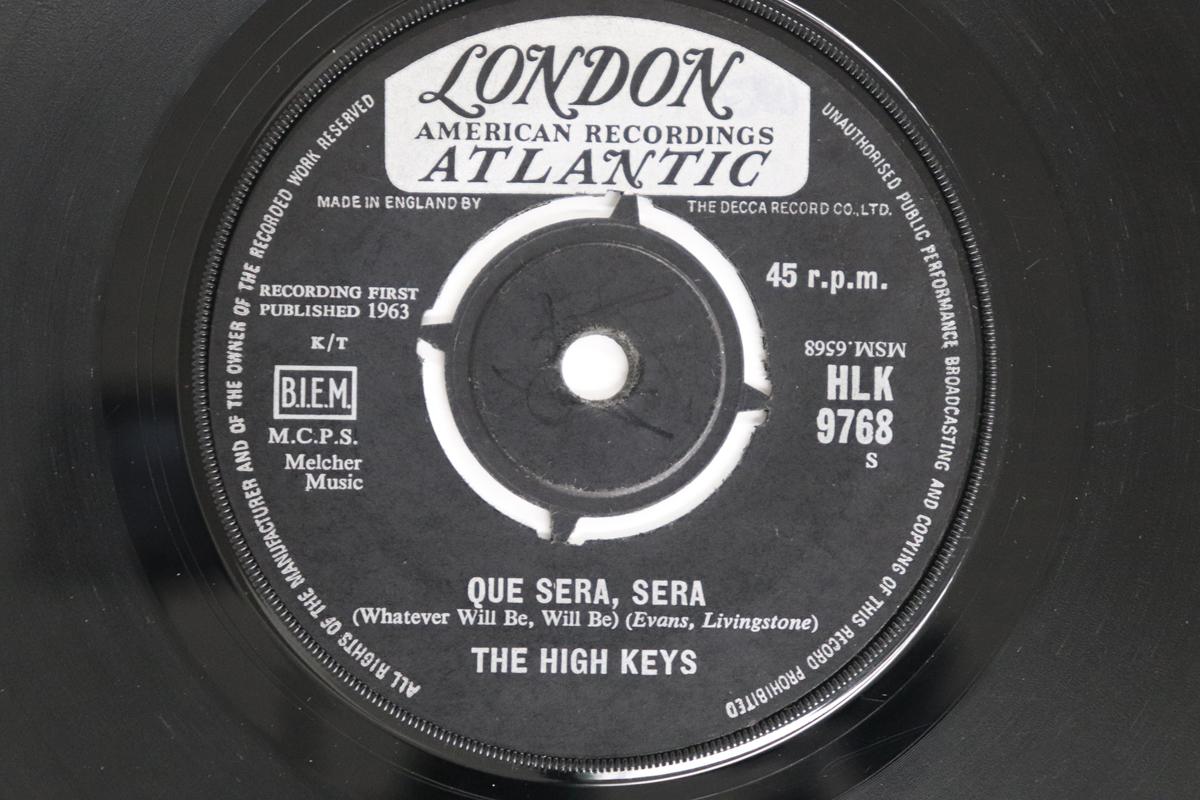 LONDON
AMERICAN RECORDINGS
ATLANTIC
MADE IN ENGLAND BY THE DECCA RECORD CO., LTD.
ALL RIGHTS OF THE MANUFACTURER AND OF THE OWNER OF THE RECORDED WORK RESERVED
UNAUTHORISED PUBLIC PERFORMANCE BROADCASTING AND COPYING OF THIS RECORD PROHIBITED
45 r.p.m.
RECORDING FIRST
PUBLISHED 1963
K/T
B.I.E.M.
M.C.P.S.
Melcher
Music
MSM.6568
HLK
9768
S
QUE SERA, SERA
(Whatever Will Be, Will Be) (Evans, Livingstone)
THE HIGH KEYS